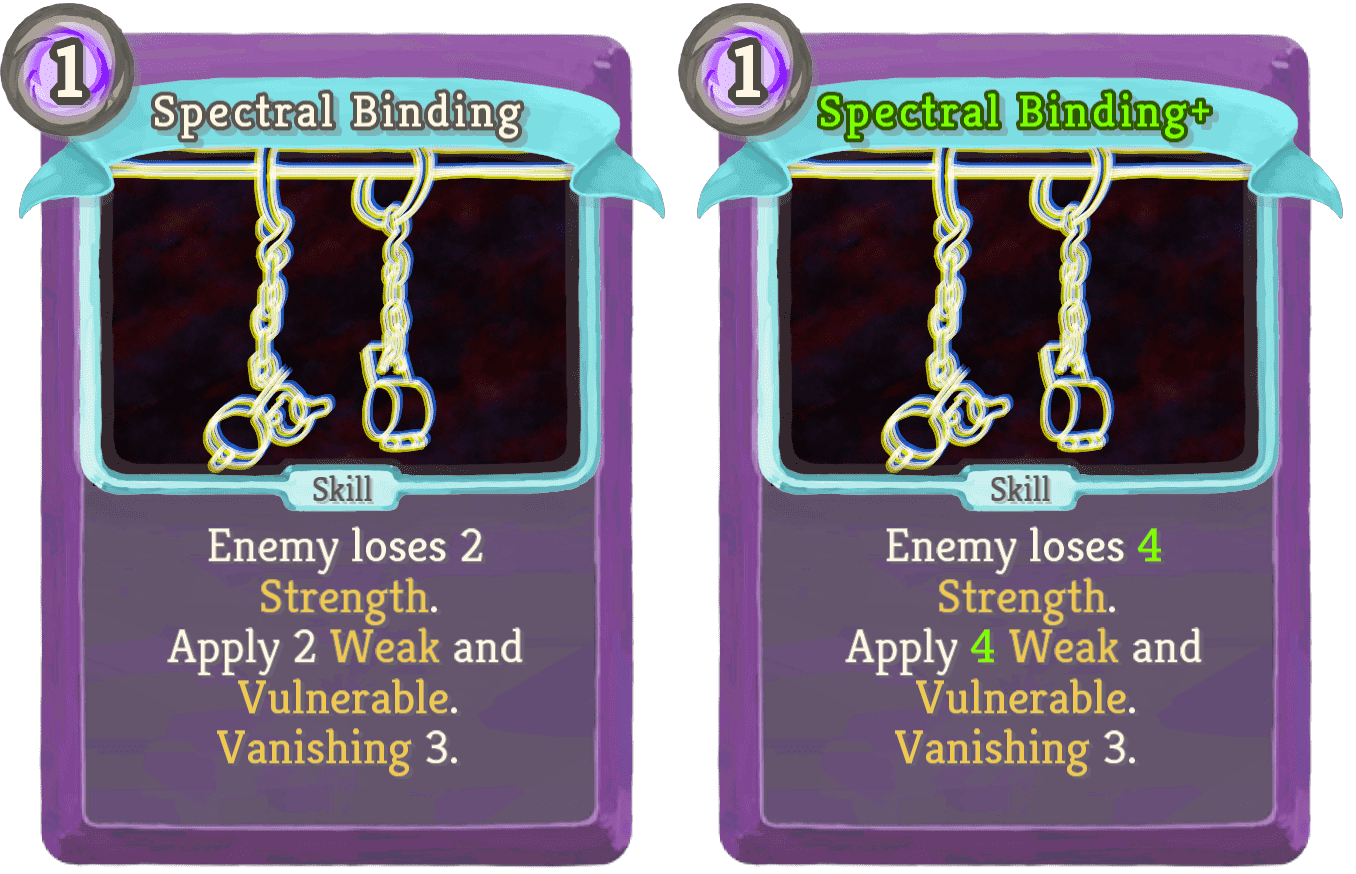 1
Spectral Binding
Skill
Enemy loses 2
Strength.
Apply 2 Weak and
Vulnerable.
Vanishing 3.
1
Spectral Binding+
Skill
Enemy loses 4
Strength.
Apply 4 Weak and
Vulnerable.
Vanishing 3.